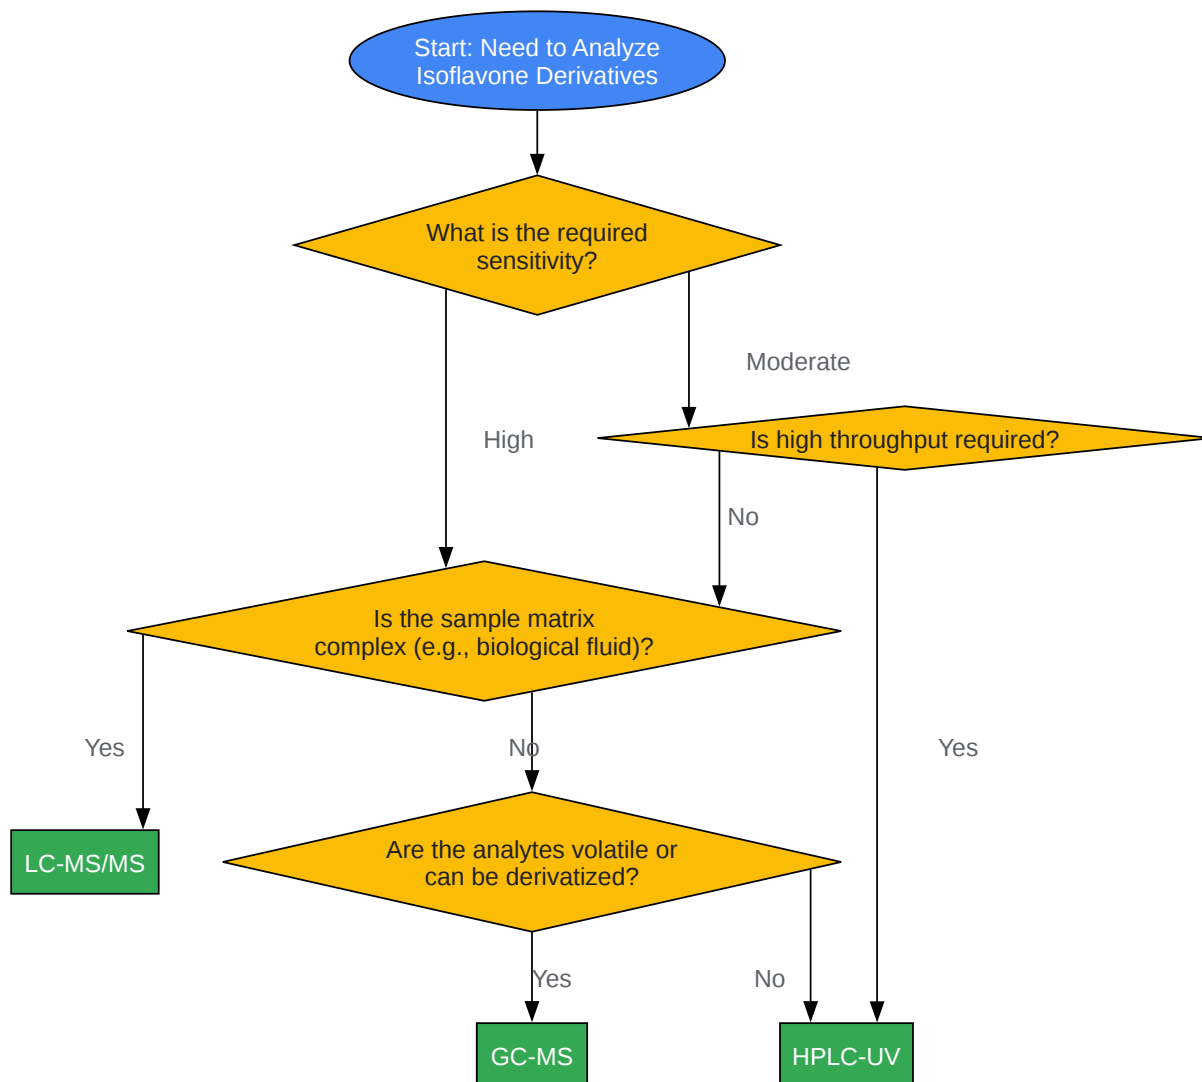 Start: Need to Analyze
Isoflavone Derivatives
What is the required
sensitivity?
Moderate
High
Is high throughput required?
No
Is the sample matrix
complex (e.g., biological fluid)?
Yes
No
Yes
Are the analytes volatile or
can be derivatized?
LC-MS/MS
Yes
No
GC-MS
HPLC-UV